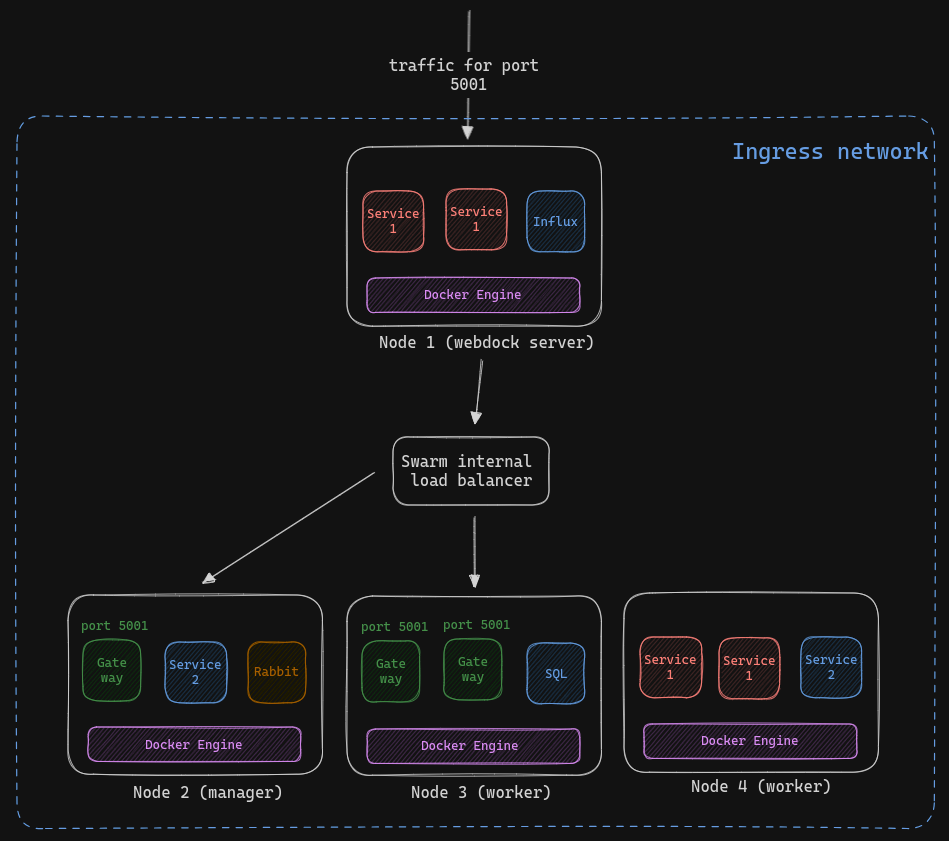 traffic for port
5001
Ingress network
Service
1
Service
1
Influx
Docker Engine
Node 1 (webdock server)
Swarm internal
load balancer
port 5001
Gate
way
Service
2
Rabbit
Docker Engine
Node 2 (manager)
port 5001
port 5001
Gate
way
Gate
way
SQL
Docker Engine
Node 3 (worker)
Service
1
Service
1
Service
2
Docker Engine
Node 4 (worker)